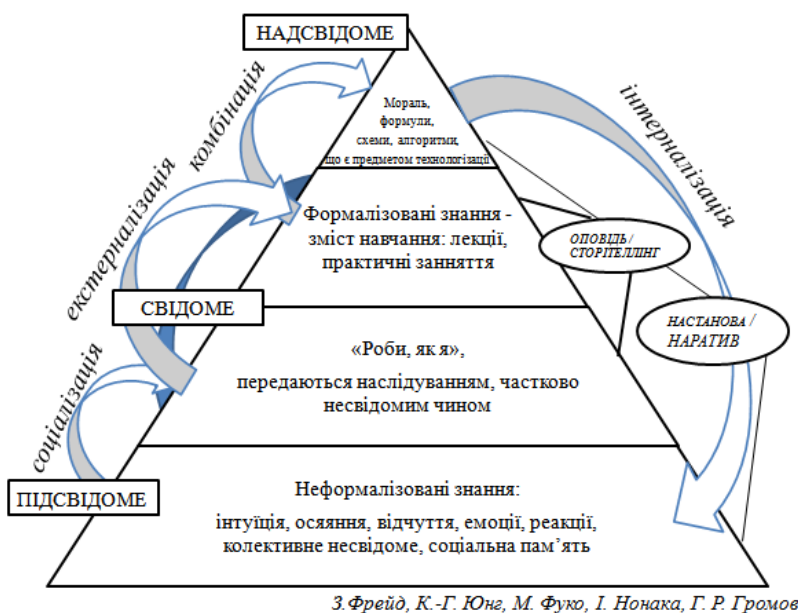 НАДСВІДОМЕ
Мораль,
формули,
схеми, алгоритми,
що є предметом технологізації
комбінація
інтерналізація
екстерналізація
Формалізовані знання -
зміст навчання: лекції,
практичні занняття
ОПОВІДЬ /
СТОРІТЕЛЛІНГ
СВІДОМЕ
НАСТАНОВА /
НАРАТИВ
«Роби, як я»,
передаються наслідуванням, частково
несвідомим чином
соціалізація
ПІДСВІДОМЕ
Неформалізовані знання:
інтуїція, осяяння, відчуття, емоції, реакції,
колективне несвідоме, соціальна пам’ять
З.Фрейд, К.-Г. Юнг, М. Фуко, І. Нонака, Г. Р. Громов